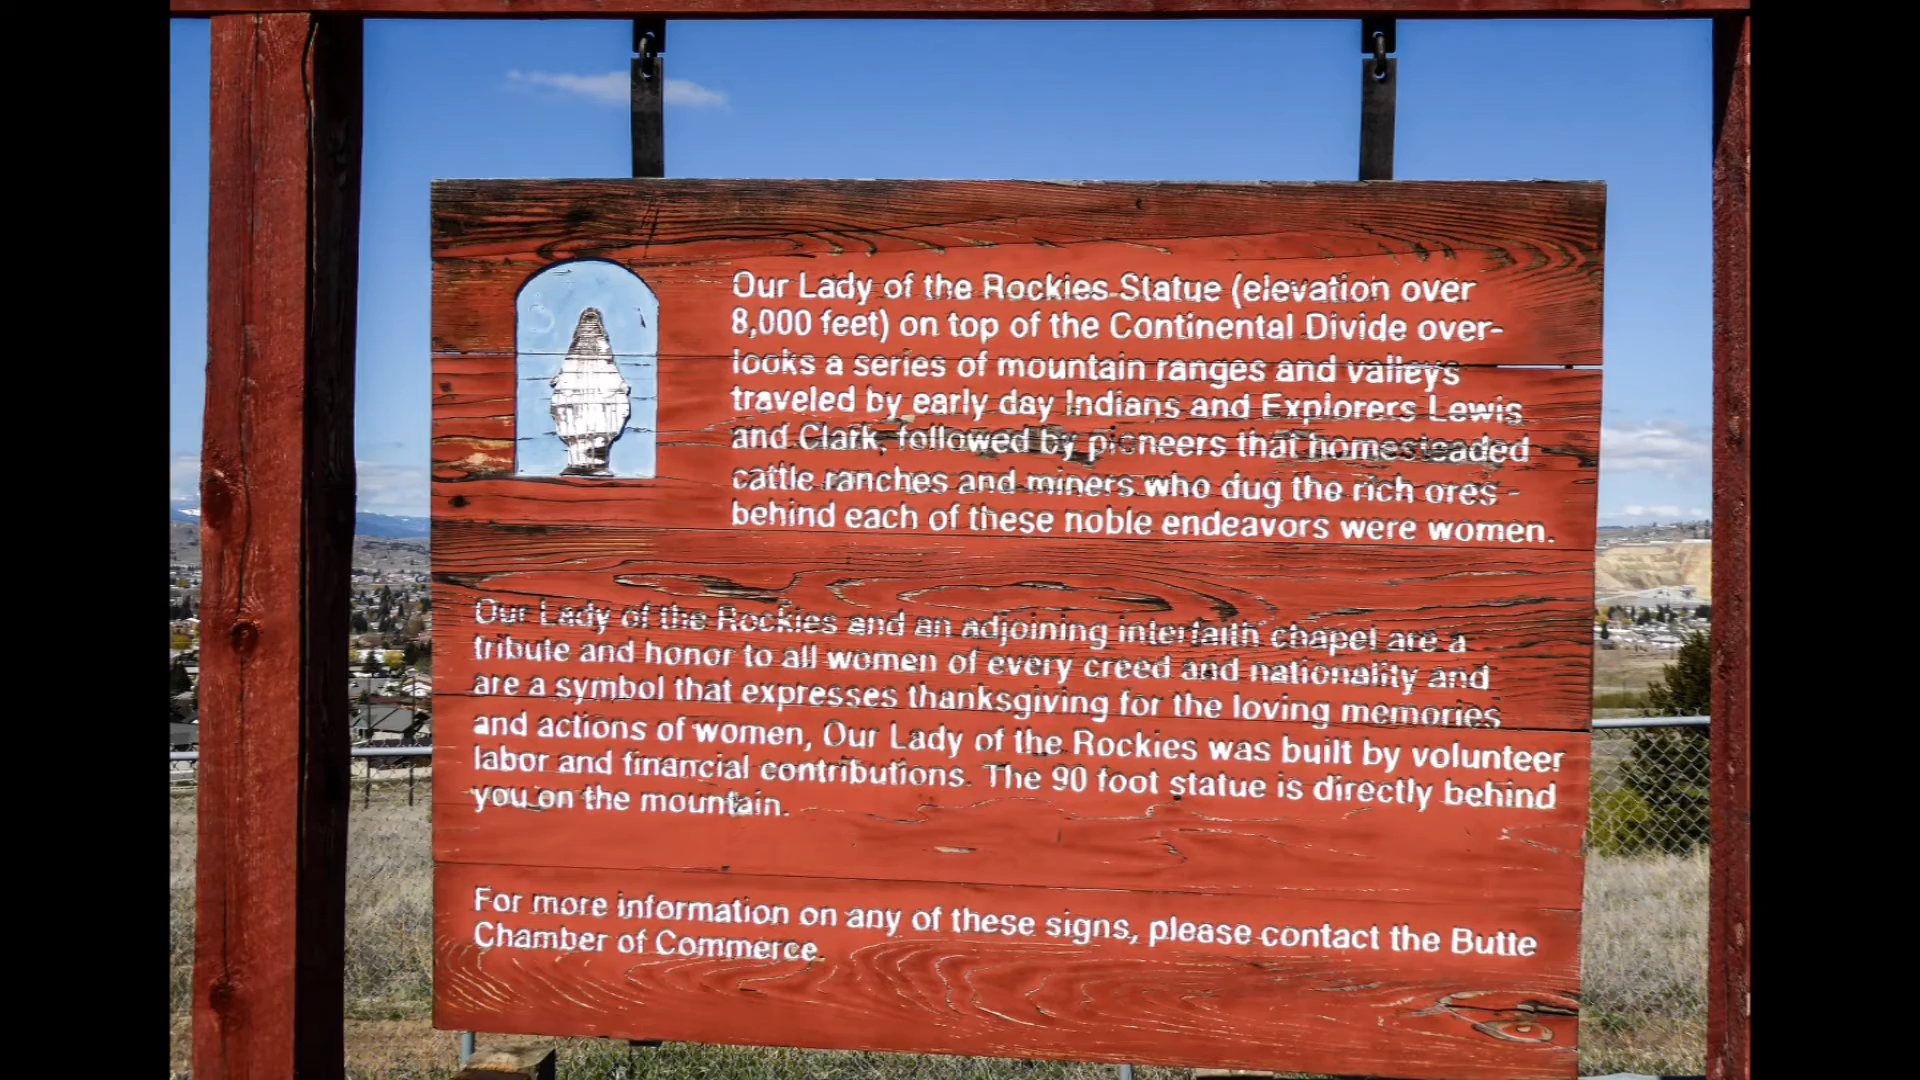 Our Lady of the Rockies Statue (elevation over
8,000 feet) on top of the Continental Divide over-
looks a series of mountain ranges and valleys
traveled by early day Indians and Explorers Lewis
and Clark, followed by pioneers that homesteaded
cattle ranches and miners who dug the rich ores -
behind each of these noble endeavors were women.
Our Lady of the Rockies and an adjoining interfaith chapel are a
tribute and honor to all women of every creed and nationality and
are a symbol that expresses thanksgiving for the loving memories
and actions of women, Our Lady of the Rockies was built by volunteer
labor and financial contributions. The 90 foot statue is directly behind
you on the mountain.
For more information on any of these signs, please contact the Butte
Chamber of Commerce.